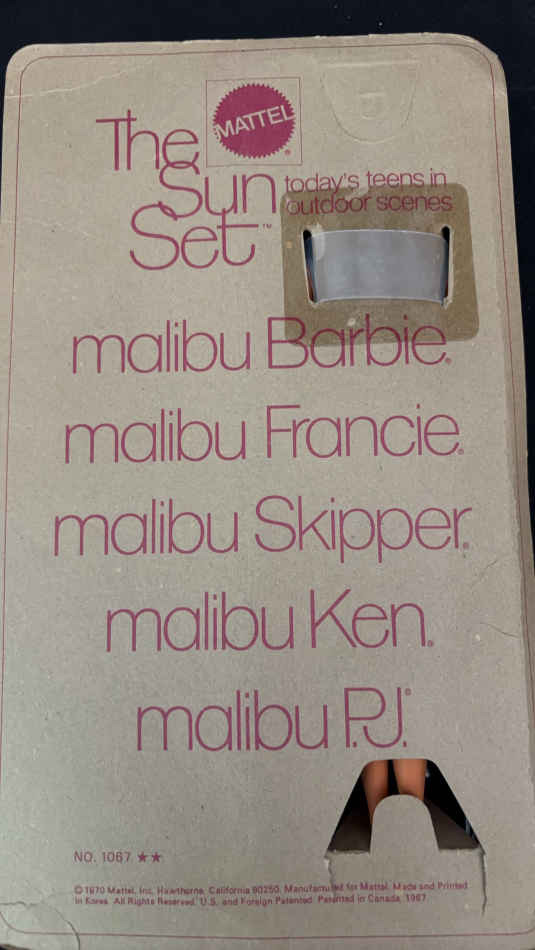 MATTEL
®
The
Sun
Set™
today's teens in
outdoor scenes
malibu Barbie®
malibu Francie®
malibu Skipper®
malibu Ken®
malibu P.J.®
NO. 1067 ★★
©1970 Mattel, Inc. Hawthorne, California 90250. Manufactured for Mattel. Made and Printed
in Korea. All Rights Reserved. U.S. and Foreign Patented. Patented in Canada, 1967.